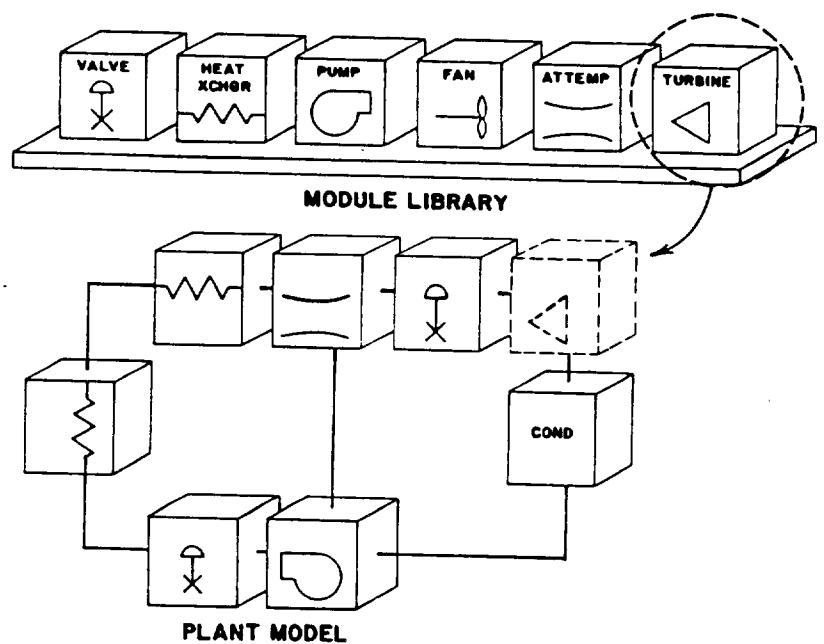 VALVE
HEAT
XCHGR
PUMP
FAN
ATTEMP
TURBINE
MODULE LIBRARY
COND
PLANT MODEL